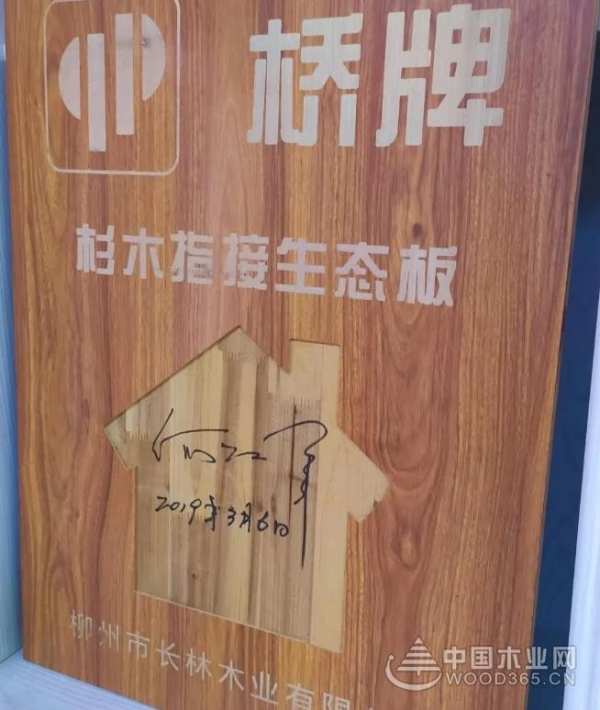 桥牌
杉木指接生态板
2019年3月6日
柳州市长林木业有限
中国木业网
WOOD365.CN